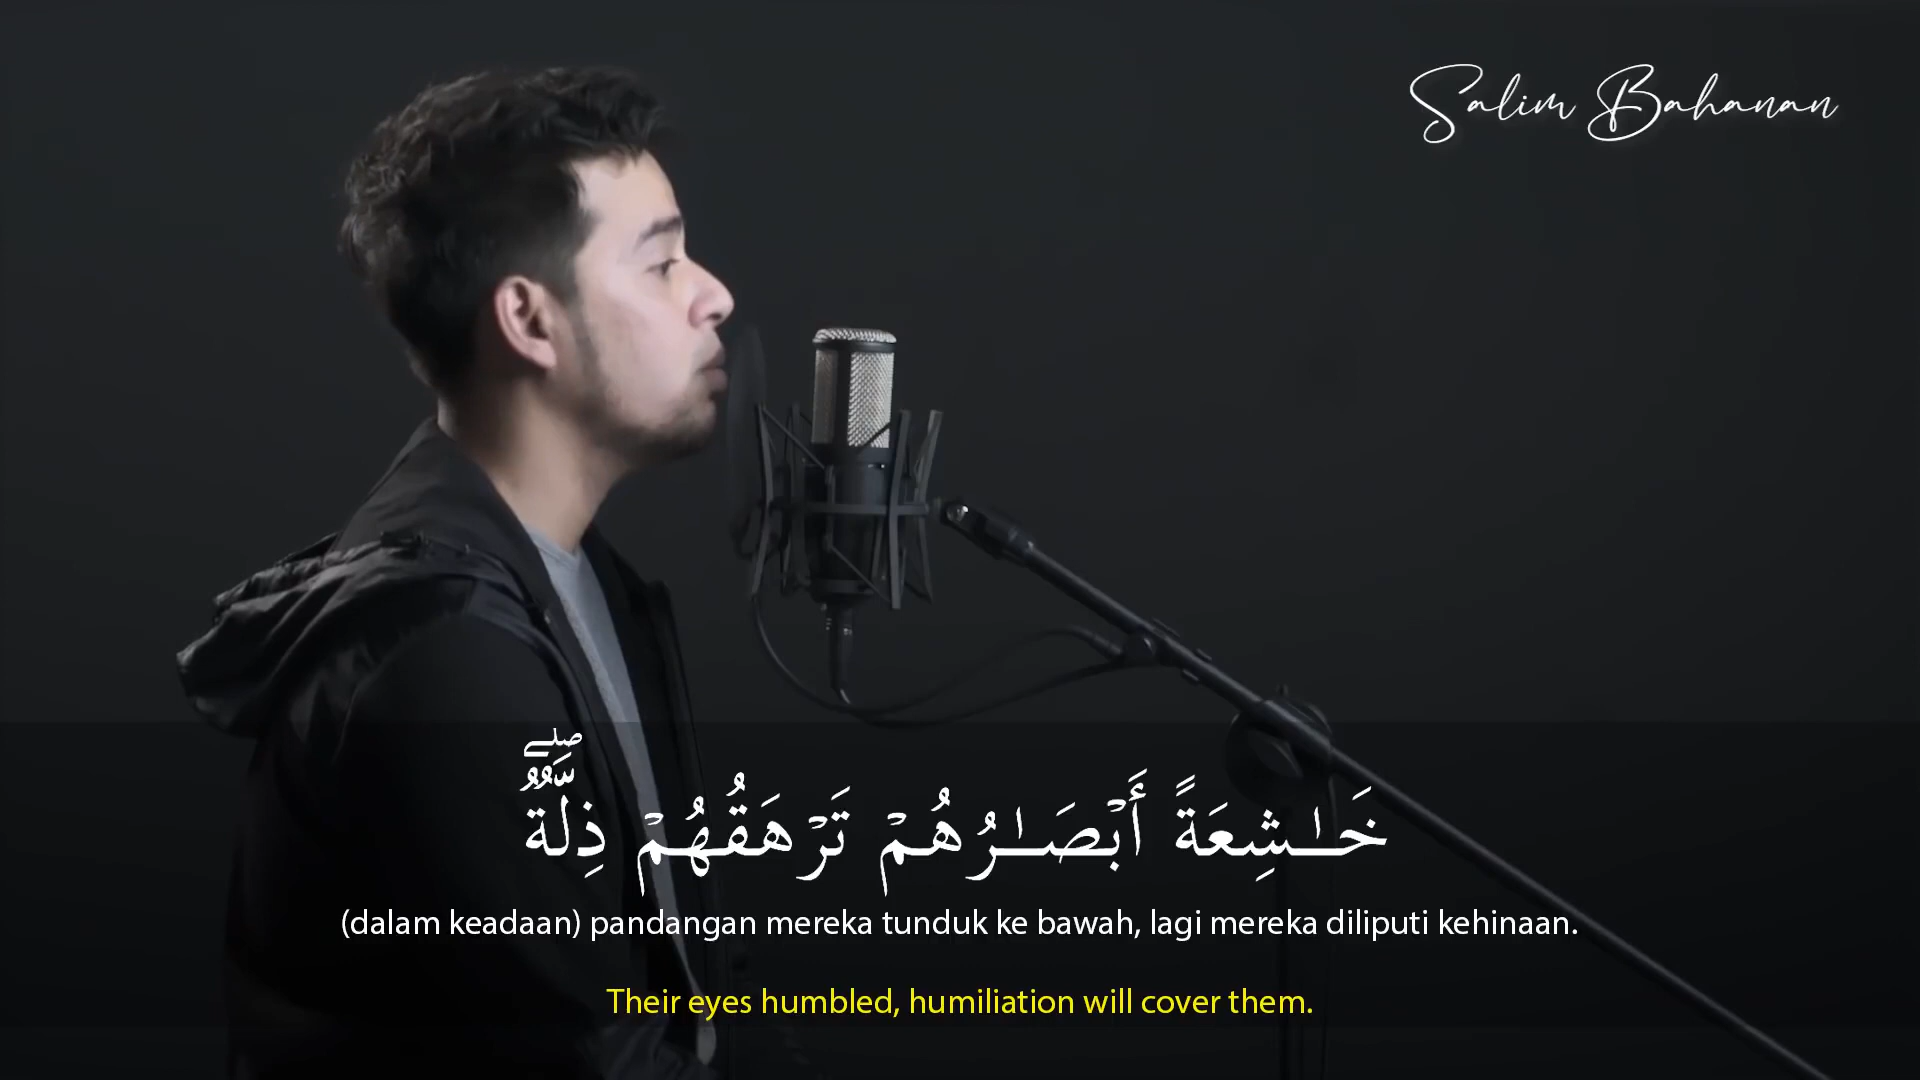 Salim Bahanan
خَـٰشِعَةً أَبْصَـٰرُهُمْ تَرْهَقُهُمْ ذِلَّةٌۖ
(dalam keadaan) pandangan mereka tunduk ke bawah, lagi mereka diliputi kehinaan.
Their eyes humbled, humiliation will cover them.